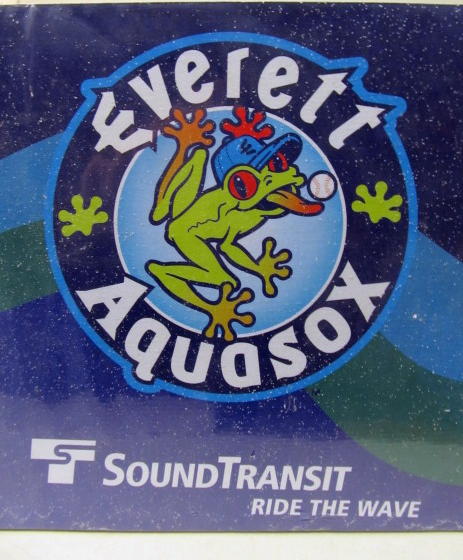 Everett
Aquasox
SOUNDTRANSIT
RIDE THE WAVE